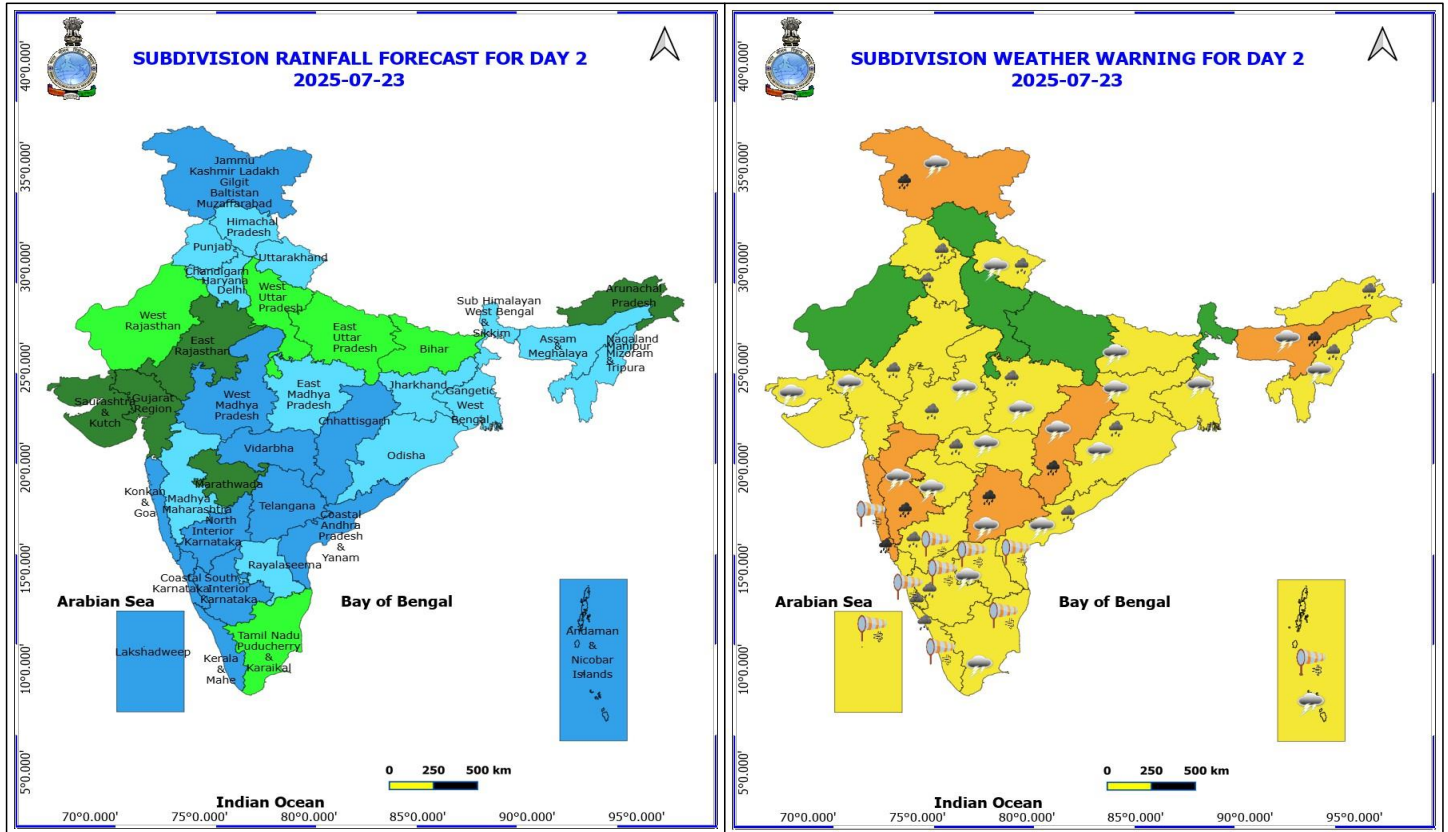 SUBDIVISION RAINFALL FORECAST FOR DAY 2
2025-07-23
40°0.000'
35°0.000'
30°0.000'
25°0.000'
20°0.000'
15°0.000'
10°0.000'
5°0.000'
Jammu
Kashmir Ladakh
Gilgit
Baltistan
Muzaffarabad
Himachal
Pradesh
Punjab
Uttarakhand
Chandigarh
Haryana
Delhi
West
Uttar
Pradesh
West
Rajasthan
East
Rajasthan
East
Uttar
Pradesh
Bihar
Sub Himalayan
West Bengal
&
Sikkim
Arunachal
Pradesh
Assam
&
Meghalaya
Nagaland
Manipur
Mizoram
&
Tripura
Saurashtra
&
Kutch
Gujarat
Region
West
Madhya
Pradesh
East
Madhya
Pradesh
Jharkhand
Gangetic
West
Bengal
Chhattisgarh
Vidarbha
Odisha
Konkan
&
Goa
Madhya
Maharashtra
Marathwada
Telangana
North
Interior
Karnataka
Coastal
Andhra
Pradesh
&
Yanam
Rayalaseema
Coastal
Karnataka
South
Interior
Karnataka
Arabian Sea
Bay of Bengal
Tamil Nadu
Puducherry
&
Karaikal
Kerala
&
Mahe
Lakshadweep
Andaman
&
Nicobar
Islands
0 250 500 km
Indian Ocean
70°0.000' 75°0.000' 80°0.000' 85°0.000' 90°0.000' 95°0.000'
SUBDIVISION WEATHER WARNING FOR DAY 2
2025-07-23
40°0.000'
35°0.000'
30°0.000'
25°0.000'
20°0.000'
15°0.000'
10°0.000'
5°0.000'
Arabian Sea
Bay of Bengal
0 250 500 km
Indian Ocean
70°0.000' 75°0.000' 80°0.000' 85°0.000' 90°0.000' 95°0.000'